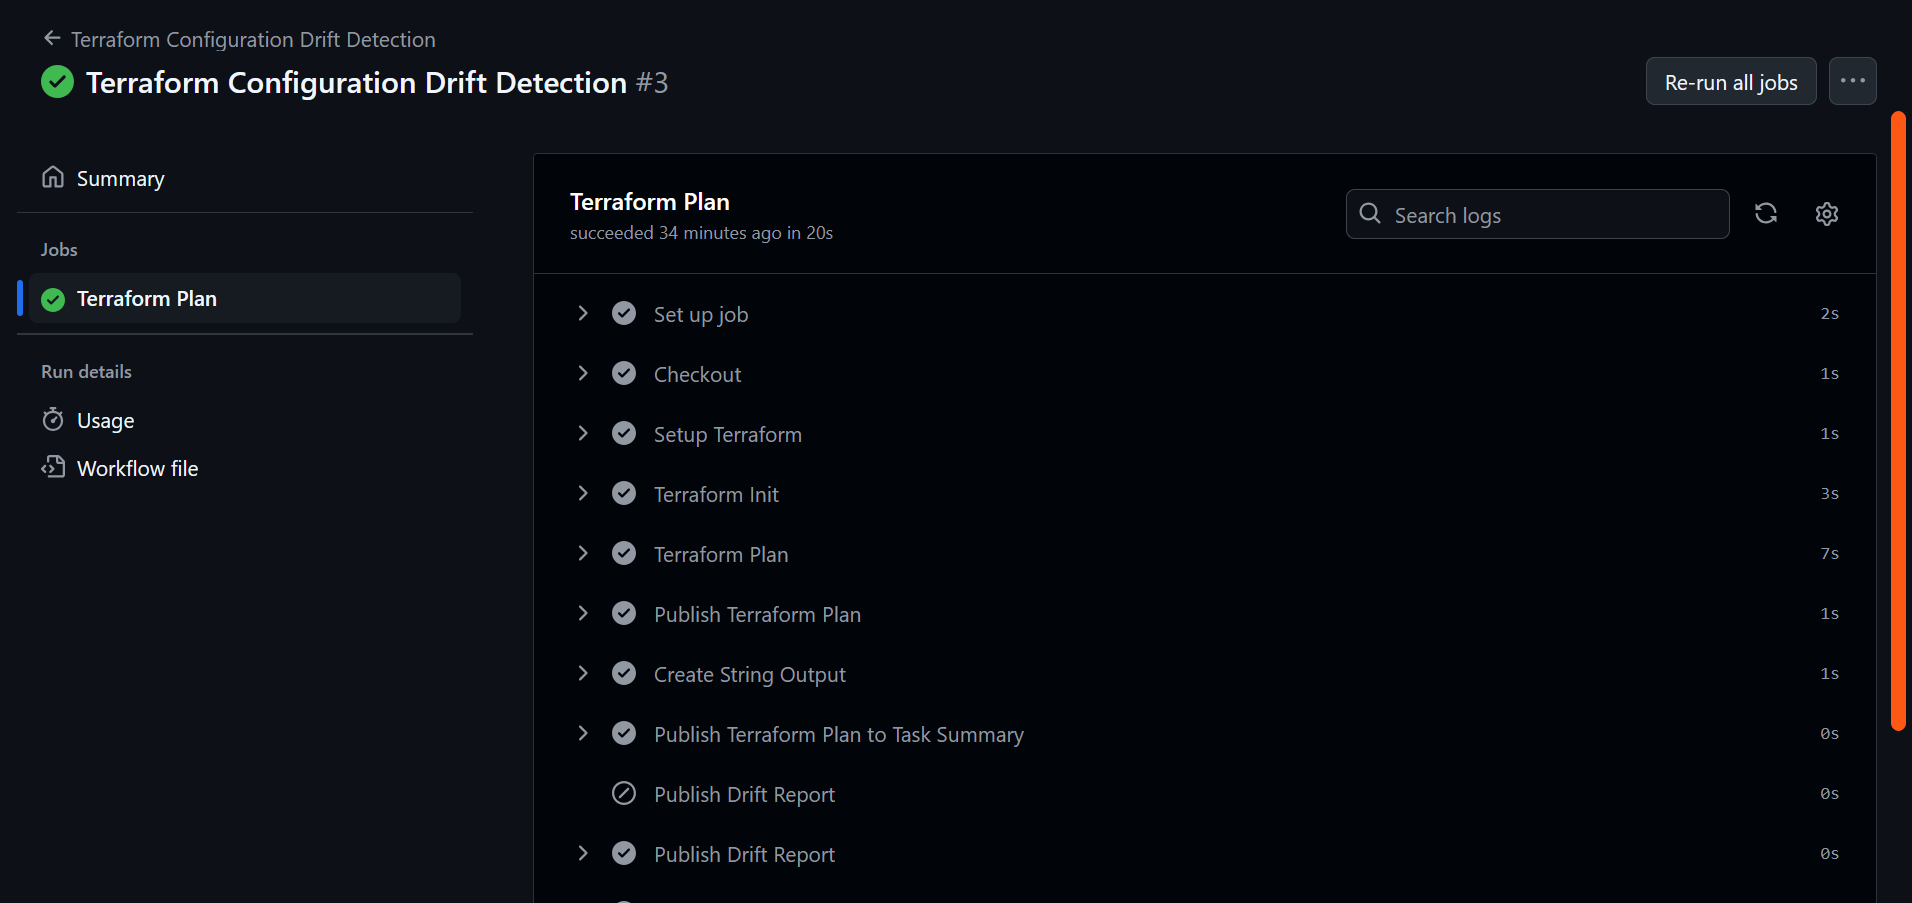 Terraform Configuration Drift Detection
Terraform Configuration Drift Detection #3
Re-run all jobs
Summary
Jobs
Terraform Plan
Run details
Usage
Workflow file
Terraform Plan
succeeded 34 minutes ago in 20s
Search logs
Set up job 2s
Checkout 1s
Setup Terraform 1s
Terraform Init 3s
Terraform Plan 7s
Publish Terraform Plan 1s
Create String Output 1s
Publish Terraform Plan to Task Summary 0s
Publish Drift Report 0s
Publish Drift Report 0s